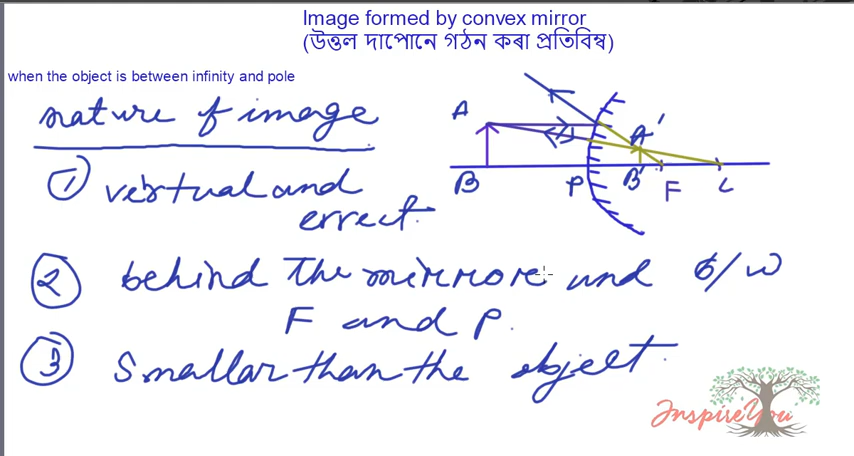 Image formed by convex mirror
(উত্তল দাপোনে গঠন কৰা প্ৰতিবিম্ব)
when the object is between infinity and pole
nature of image
A
A'
B
P
B'
F
C
① virtual and
errect.
② behind the mirrore und b/w
F and P.
③ Smallar than the object.
InspireYou